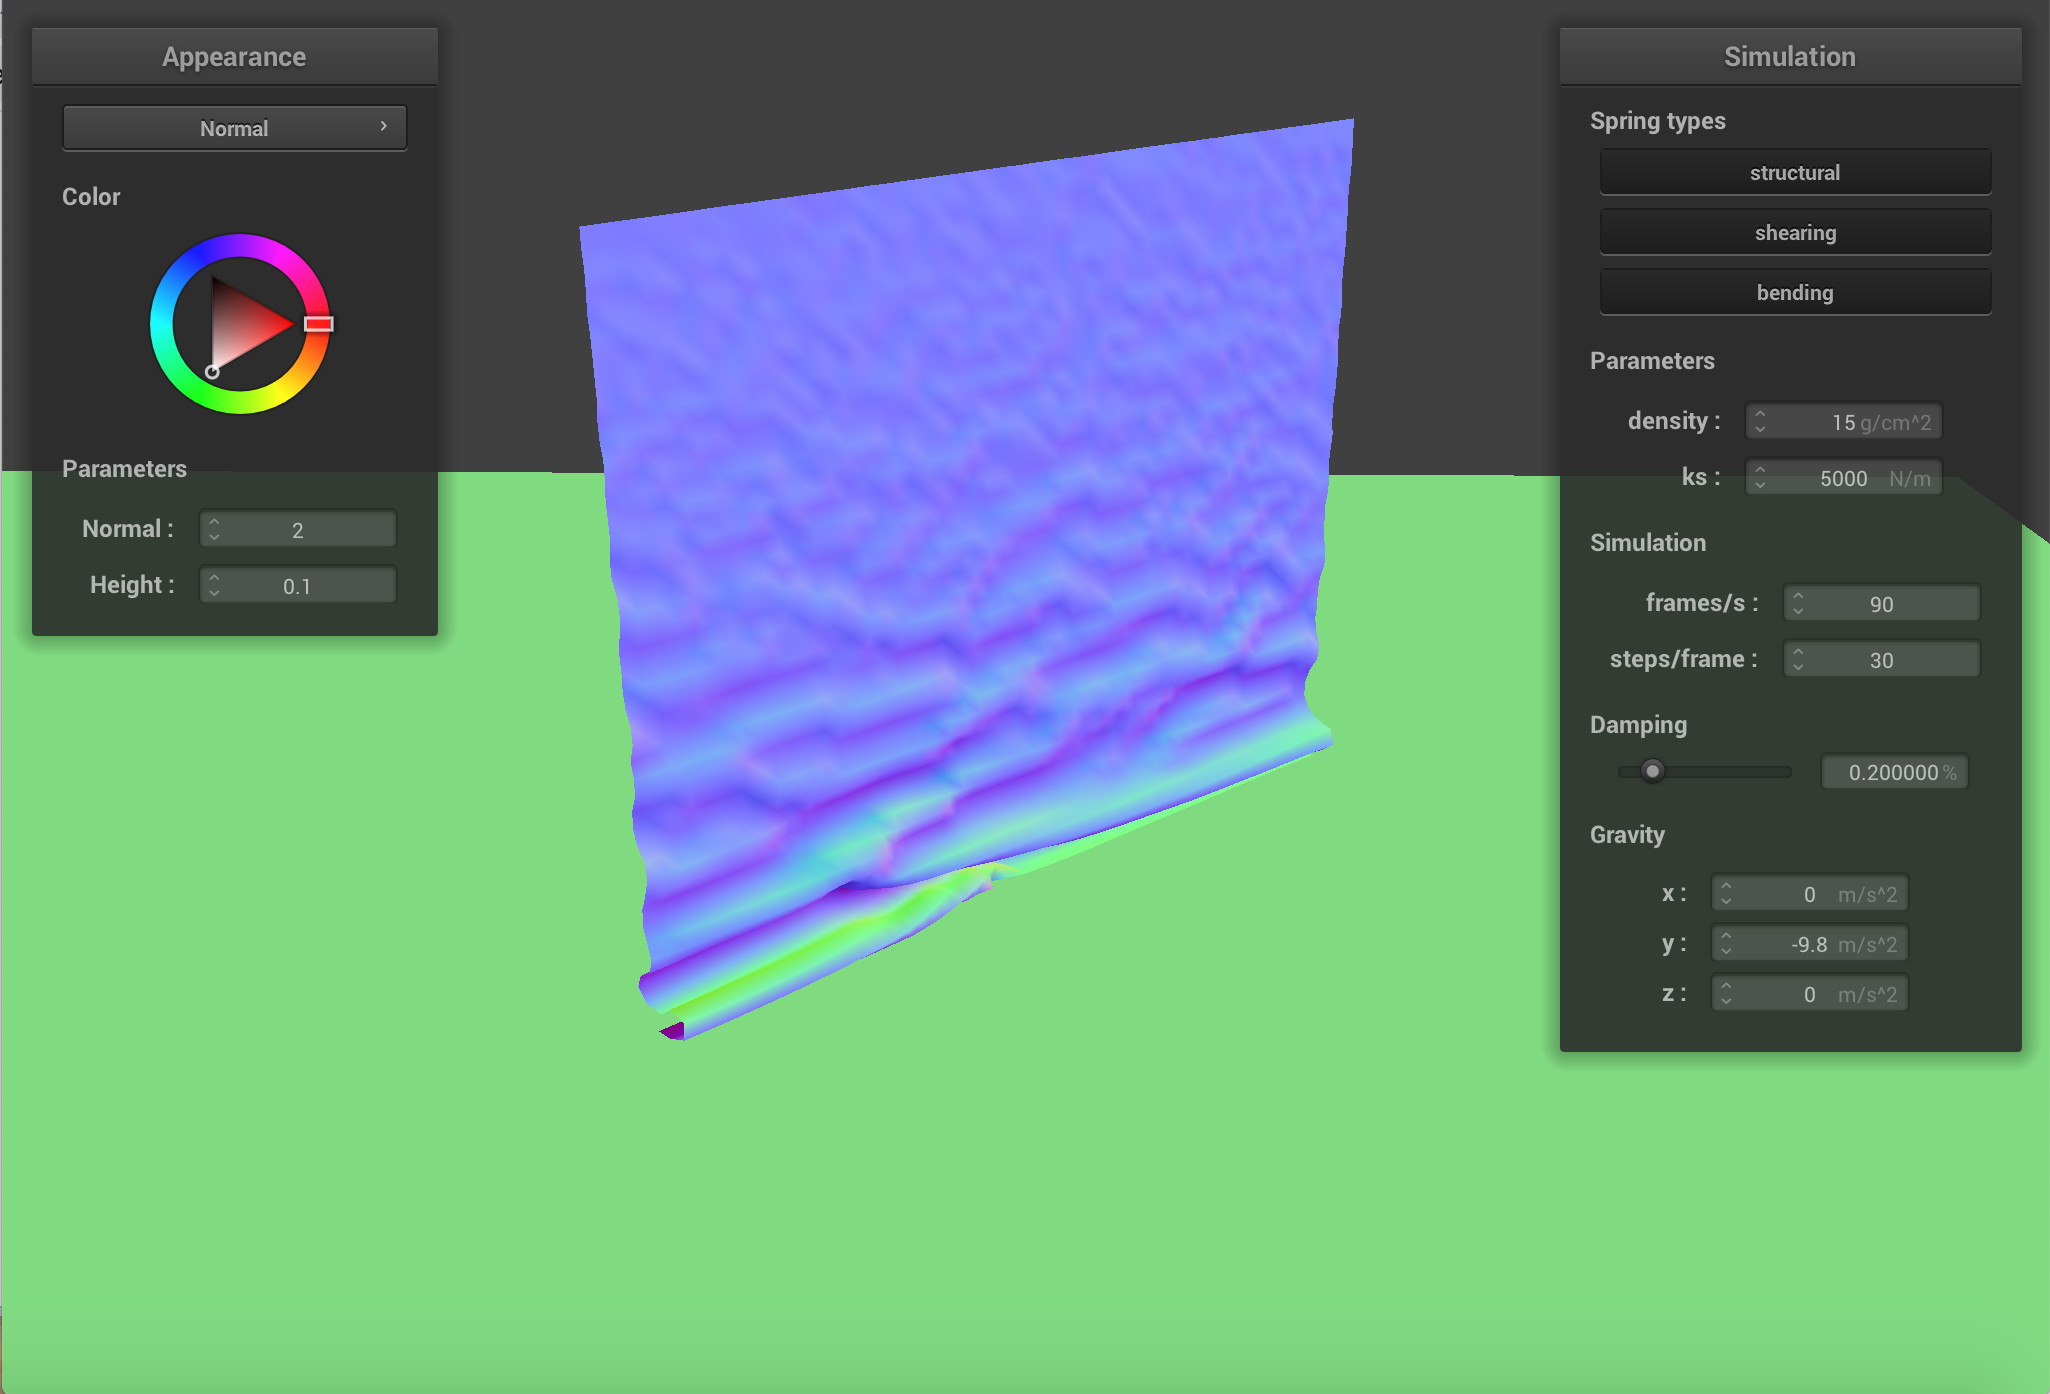 Appearance
Normal
Color
Parameters
Normal : 2
Height : 0.1
Simulation
Spring types
structural
shearing
bending
Parameters
density : 15 g/cm^2
ks : 5000 N/m
Simulation
frames/s : 90
steps/frame : 30
Damping
0.200000 %
Gravity
x : 0 m/s^2
y : -9.8 m/s^2
z : 0 m/s^2